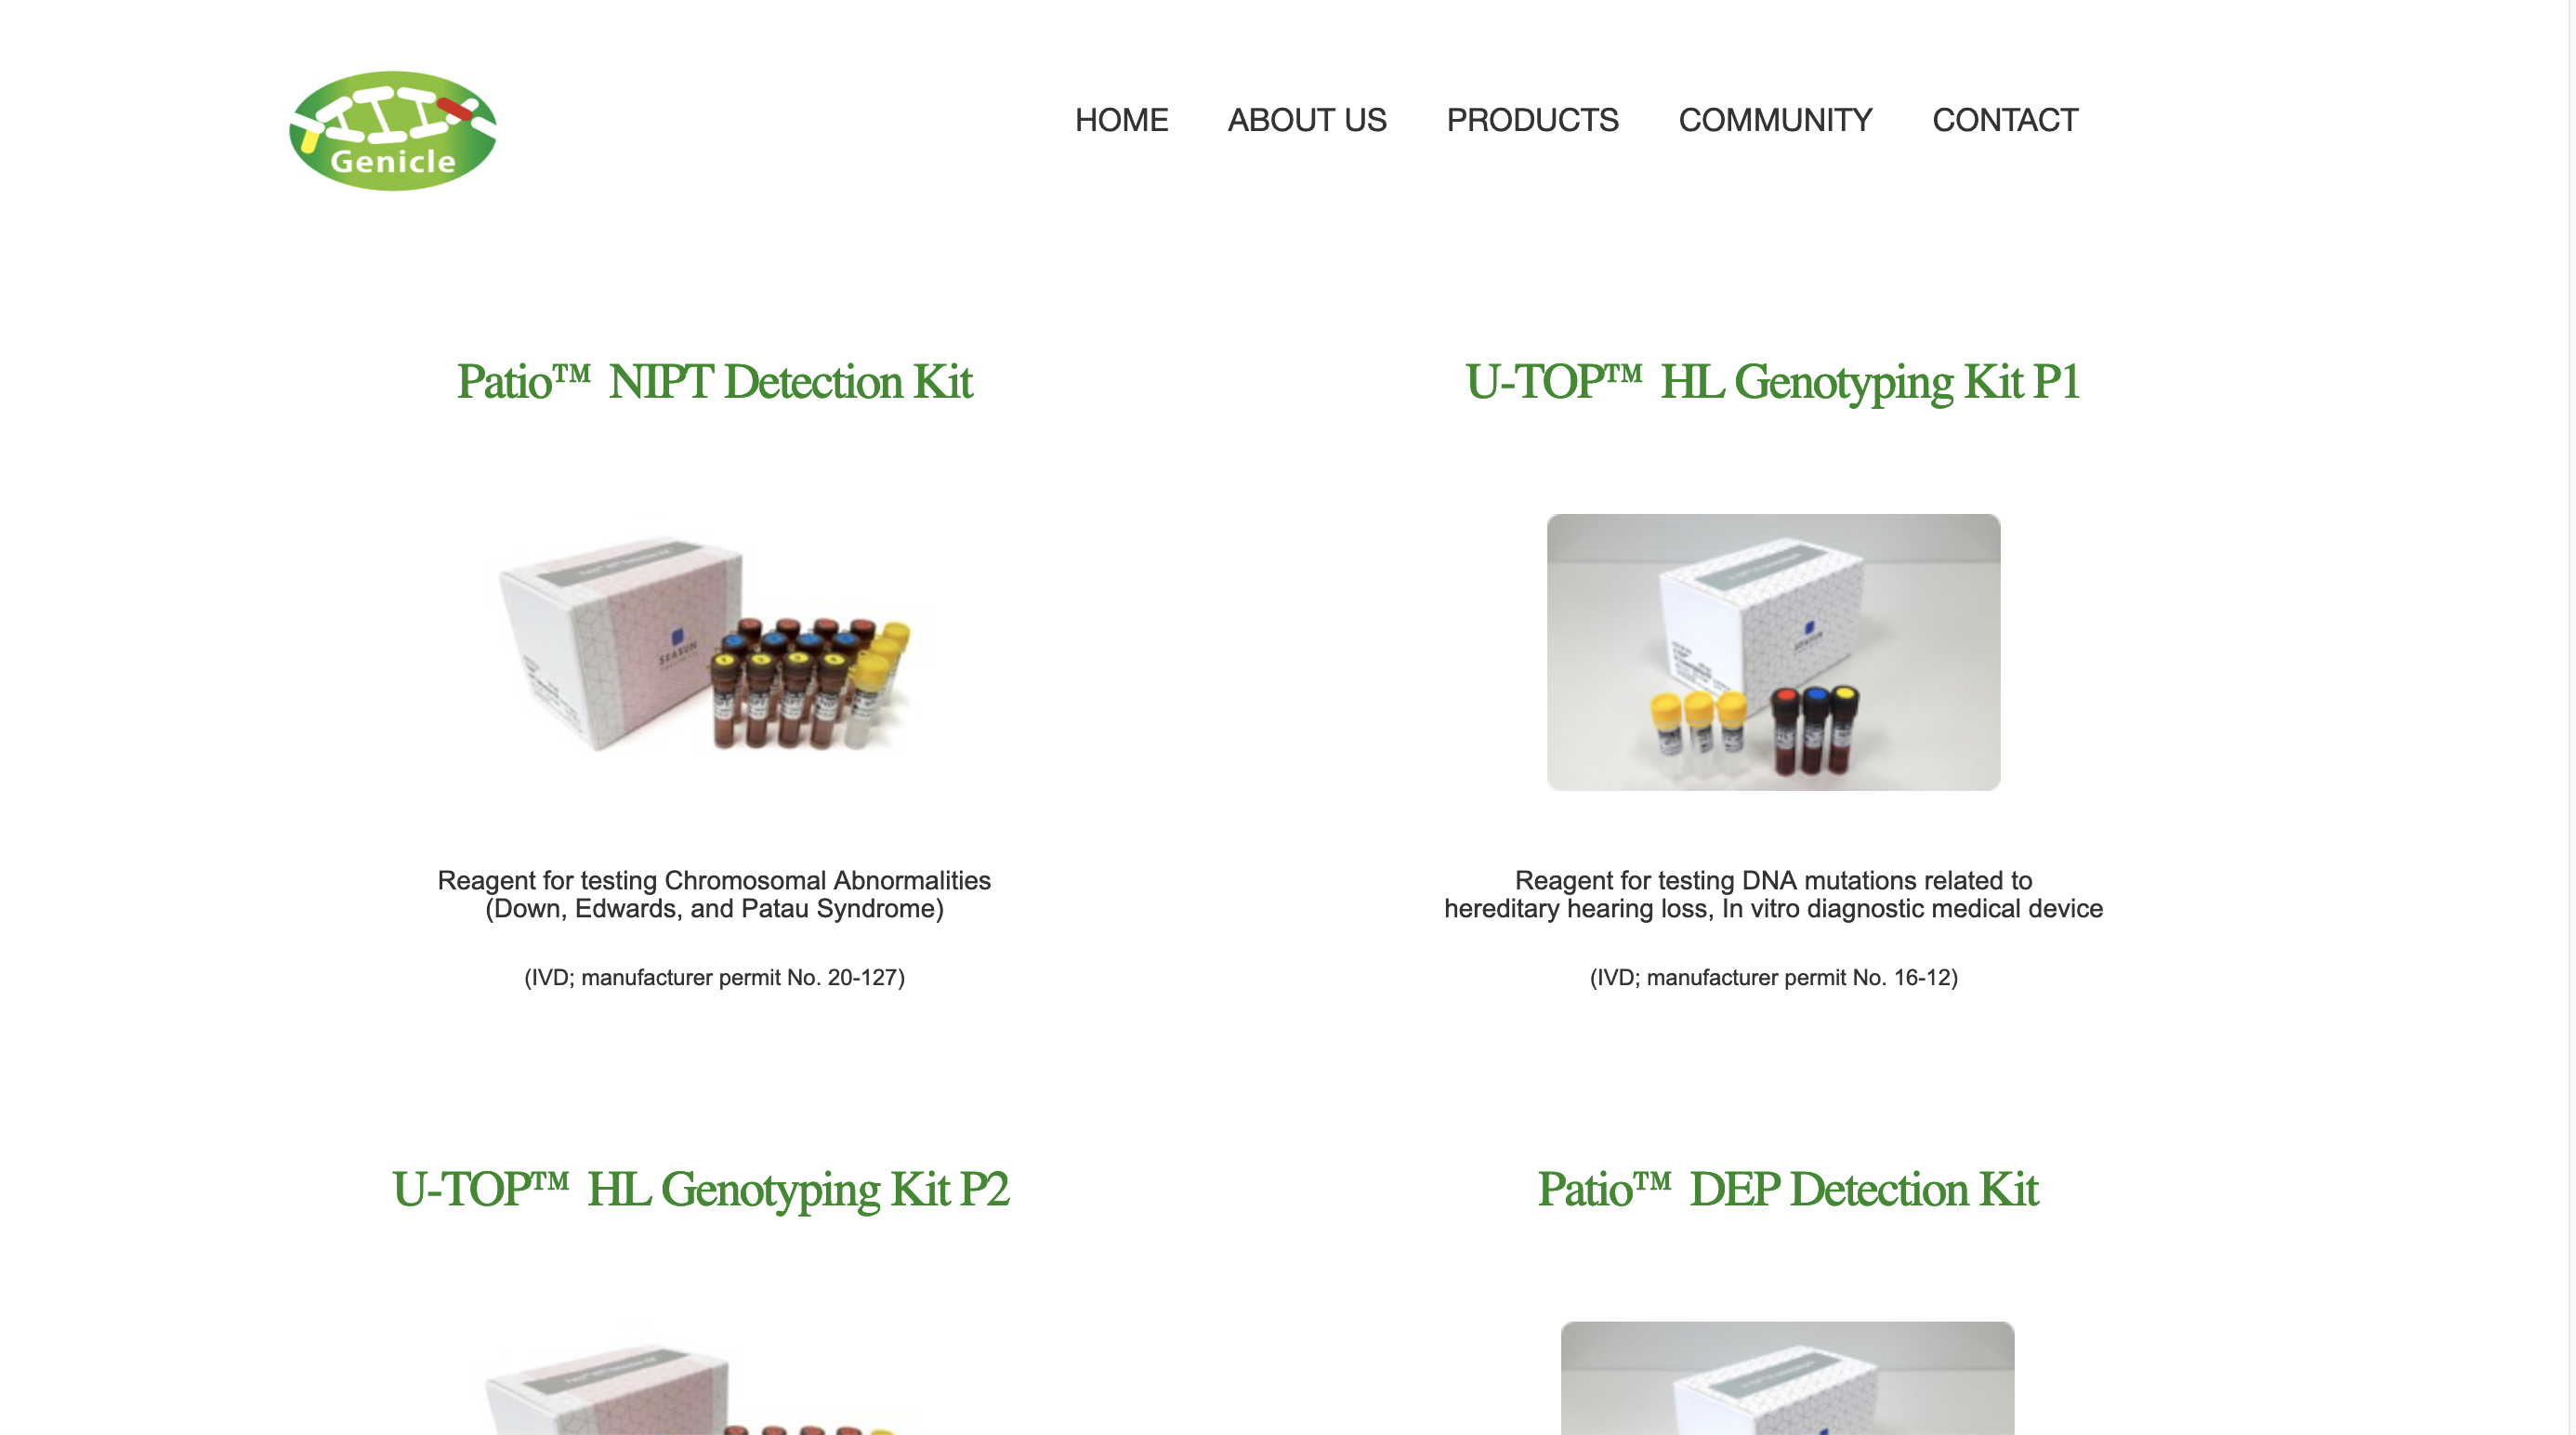 Genicle
HOME ABOUT US PRODUCTS COMMUNITY CONTACT
Patio™ NIPT Detection Kit
U-TOP™ HL Genotyping Kit P1
SEASUN
Reagent for testing Chromosomal Abnormalities
(Down, Edwards, and Patau Syndrome)
(IVD; manufacturer permit No. 20-127)
Reagent for testing DNA mutations related to
hereditary hearing loss, In vitro diagnostic medical device
(IVD; manufacturer permit No. 16-12)
U-TOP™ HL Genotyping Kit P2
Patio™ DEP Detection Kit